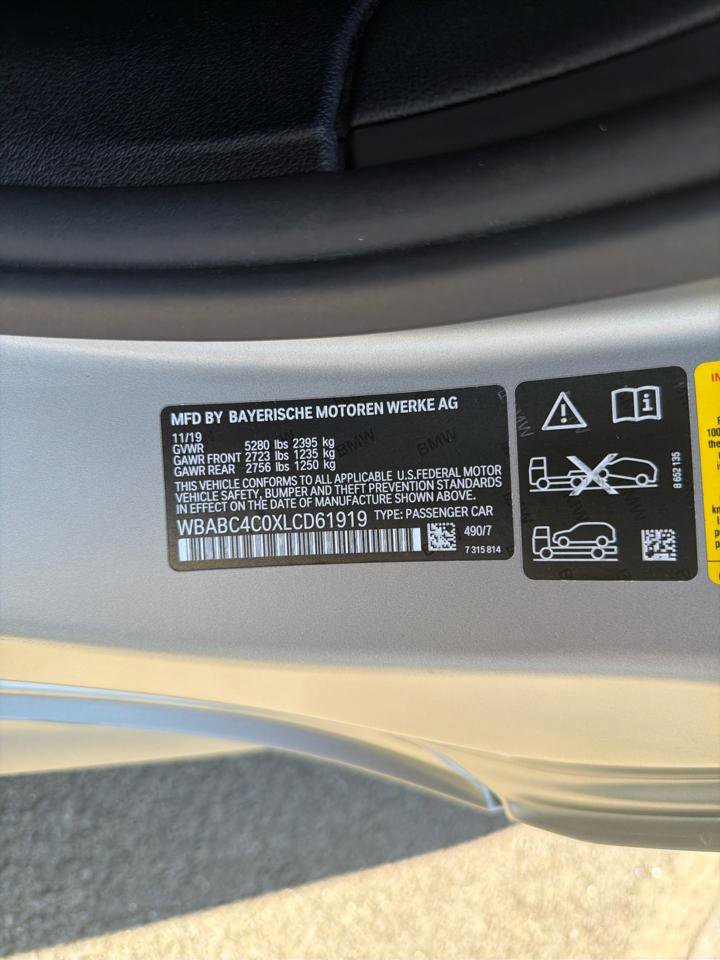 MFD BY BAYERISCHE MOTOREN WERKE AG
11/19
GVWR 5280 lbs 2395 kg
GAWR FRONT 2723 lbs 1235 kg
GAWR REAR 2756 lbs 1250 kg
THIS VEHICLE CONFORMS TO ALL APPLICABLE U.S.FEDERAL MOTOR
VEHICLE SAFETY, BUMPER AND THEFT PREVENTION STANDARDS
IN EFFECT ON THE DATE OF MANUFACTURE SHOWN ABOVE.
WBABC4C0XLCD61919 TYPE: PASSENGER CAR
490/7
7 315 814
8 652 135